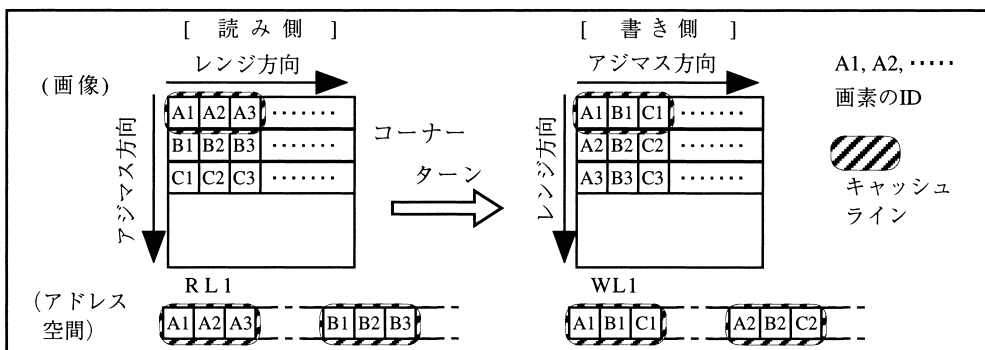 [ 読 み 側 ]
レンジ方向
(画像)
アジマス方向
A1 A2 A3 ‥‥‥‥
B1 B2 B3 ‥‥‥‥
C1 C2 C3 ‥‥‥‥
コーナー
ターン
[ 書 き 側 ]
アジマス方向
レンジ方向
A1 B1 C1 ‥‥‥‥
A2 B2 C2 ‥‥‥‥
A3 B3 C3 ‥‥‥‥
A1, A2, ‥‥‥
画素のID
キャッシュ
ライン
(アドレス
空間)
RL1
A1 A2 A3
B1 B2 B3
WL1
A1 B1 C1
A2 B2 C2